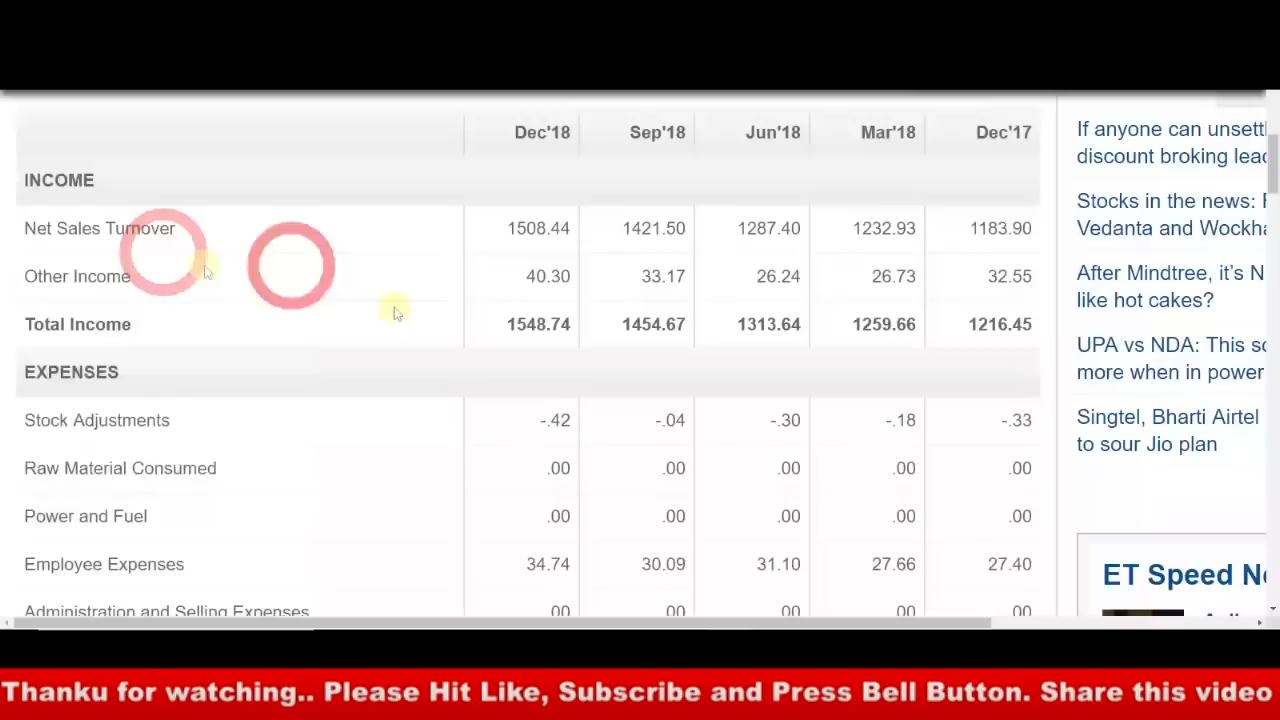 Dec'18 Sep'18 Jun'18 Mar'18 Dec'17
INCOME
Net Sales Turnover 1508.44 1421.50 1287.40 1232.93 1183.90
Other Income 40.30 33.17 26.24 26.73 32.55
Total Income 1548.74 1454.67 1313.64 1259.66 1216.45
EXPENSES
Stock Adjustments -.42 -.04 -.30 -.18 -.33
Raw Material Consumed .00 .00 .00 .00 .00
Power and Fuel .00 .00 .00 .00 .00
Employee Expenses 34.74 30.09 31.10 27.66 27.40
Administration and Selling Expenses .00 .00 .00 .00 .00
If anyone can unsettl
discount broking lea
Stocks in the news:
Vedanta and Wockh
After Mindtree, it's N
like hot cakes?
UPA vs NDA: This sc
more when in power
Singtel, Bharti Airtel
to sour Jio plan
ET Speed Ne
Thanku for watching.. Please Hit Like, Subscribe and Press Bell Button. Share this video